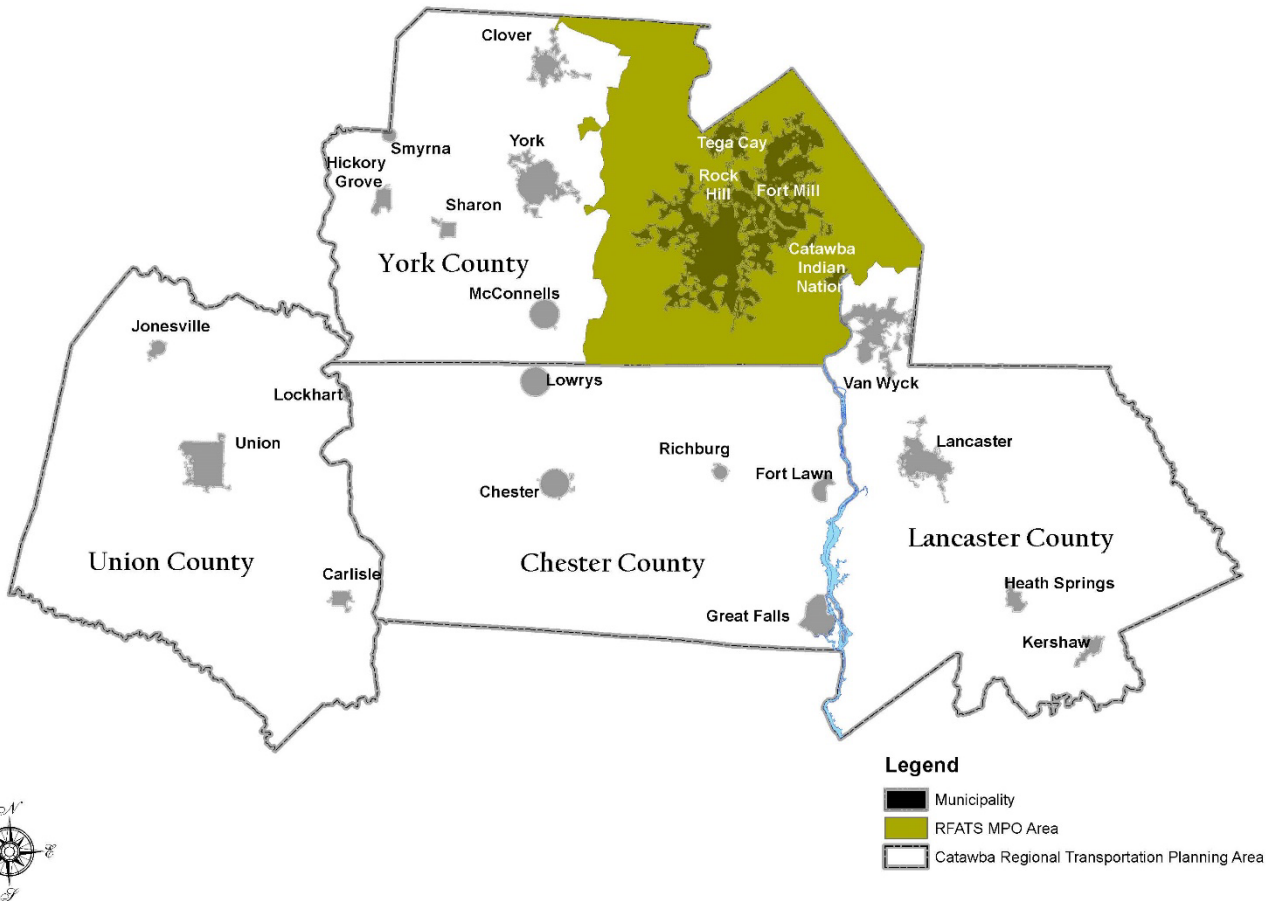 Clover
Smyrna
York
Hickory
Grove
Sharon
York County
McConnells
Tega Cay
Rock
Hill
Fort Mill
Catawba
Indian
Nation
Jonesville
Lockhart
Union
Union County
Carlisle
Lowrys
Richburg
Chester
Fort Lawn
Chester County
Great Falls
Van Wyck
Lancaster
Lancaster County
Heath Springs
Kershaw
Legend
Municipality
RFATS MPO Area
Catawba Regional Transportation Planning Area
N
E
S